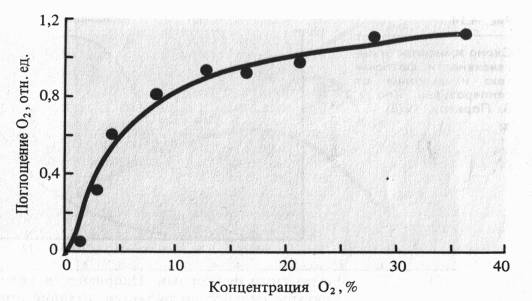 1,2
0,8
0,4
0
0 10 20 30 40
Поглощение O₂, отн. ед.
Концентрация O₂, %